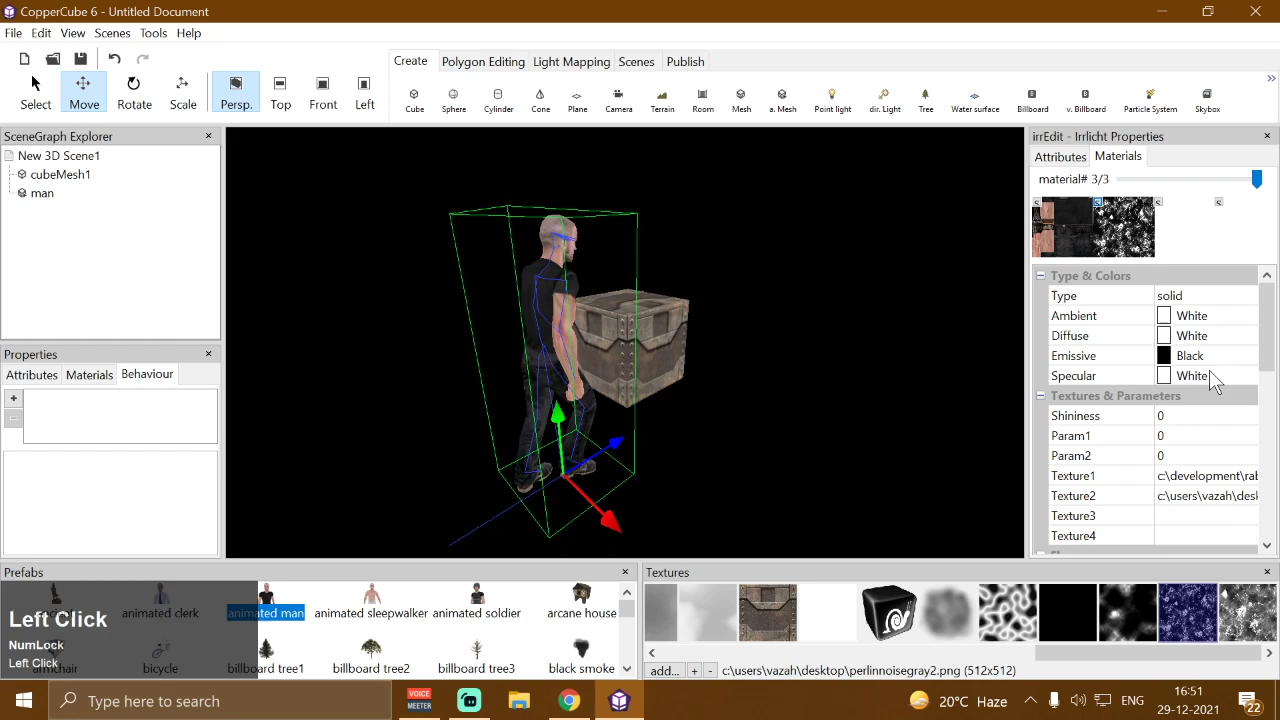 CopperCube 6 - Untitled Document
File Edit View Scenes Tools Help
Create Polygon Editing Light Mapping Scenes Publish
Select Move Rotate Scale Persp. Top Front Left
Cube Sphere Cylinder Cone Plane Camera Terrain Room Mesh a. Mesh Point light dir. Light Tree Water surface Billboard v. Billboard Particle System Skybox
SceneGraph Explorer
New 3D Scene1
cubeMesh1
man
Properties
Attributes Materials Behaviour
irrEdit - Irrlicht Properties
Attributes Materials
material# 3/3
S S S S
Type & Colors
Type solid
Ambient White
Diffuse White
Emissive Black
Specular White
Textures & Parameters
Shininess 0
Param1 0
Param2 0
Texture1 c:\development\rab
Texture2 c:\users\vazah\desk
Texture3
Texture4
Prefabs
animated clerk animated man animated sleepwalker animated soldier arcane house
armchair bicycle billboard tree1 billboard tree2 billboard tree3 black smoke
Left Click
NumLock
Left Click
Textures
add... + - c:\users\vazah\desktop\perlinnoisegray2.png (512x512)
Type here to search
VOICE
MEETER
20°C Haze
ENG
16:51
29-12-2021
22